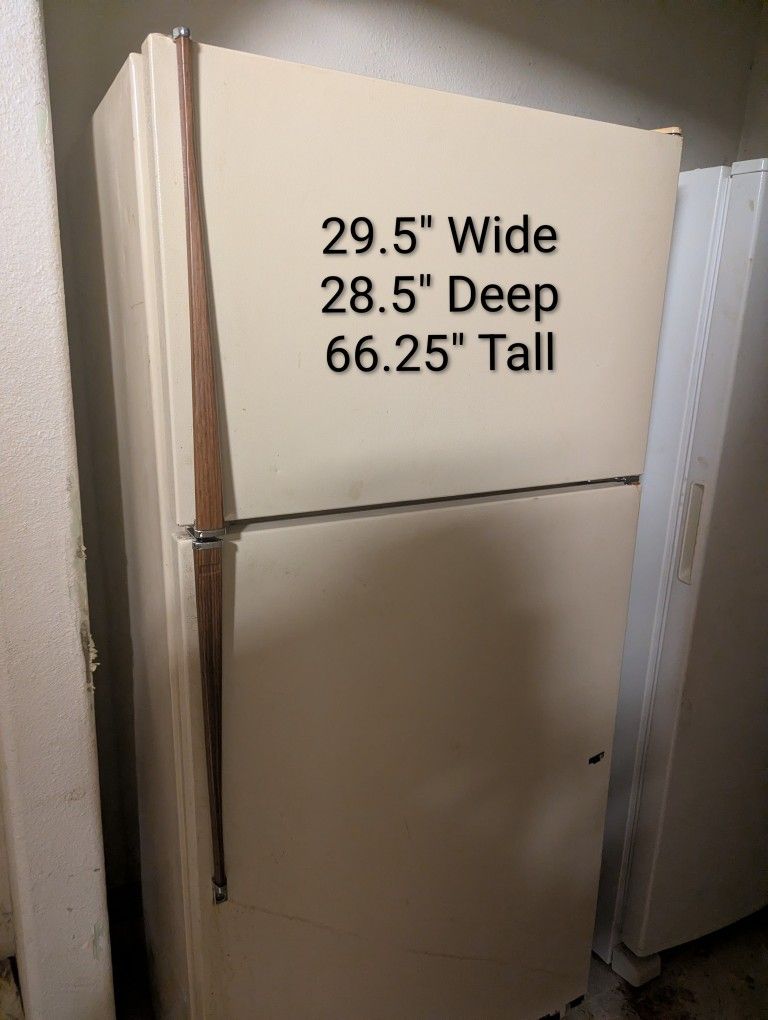 29.5" Wide
28.5" Deep
66.25" Tall